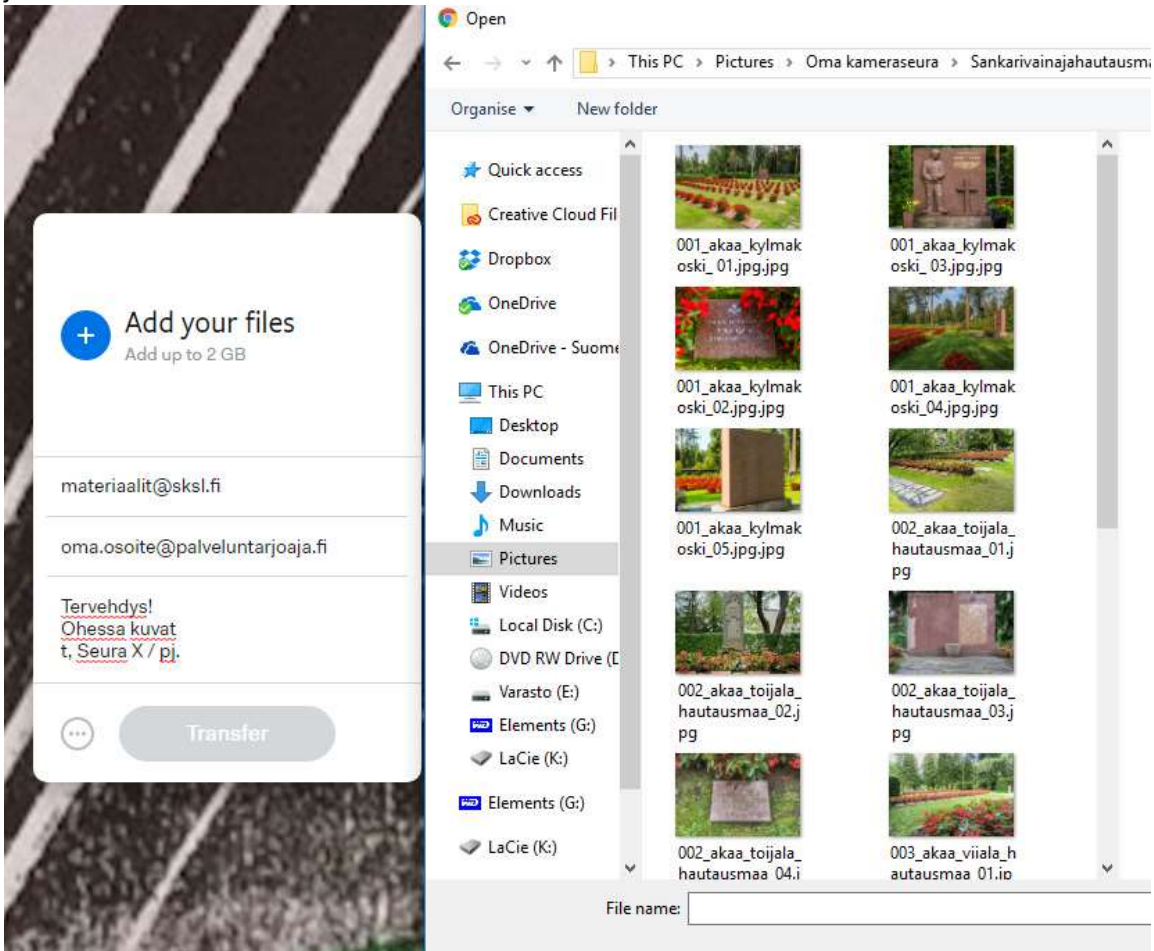 Add your files
Add up to 2 GB
materiaalit@sksl.fi
oma.osoite@palveluntarjoaja.fi
Tervehdys!
Ohessa kuvat
t, Seura X / pj.
Transfer
Open
This PC > Pictures > Oma kameraseura > Sankarivainajahautausma
Organise
New folder
Quick access
Creative Cloud Fil
Dropbox
OneDrive
OneDrive - Suome
This PC
Desktop
Documents
Downloads
Music
Pictures
Videos
Local Disk (C:)
DVD RW Drive (D
Varasto (E:)
Elements (G:)
LaCie (K:)
Elements (G:)
LaCie (K:)
001_akaa_kylmak
oski_ 01.jpg.jpg
001_akaa_kylmak
oski_ 03.jpg.jpg
001_akaa_kylmak
oski_02.jpg.jpg
001_akaa_kylmak
oski_04.jpg.jpg
001_akaa_kylmak
oski_05.jpg.jpg
002_akaa_toijala_
hautausmaa_01.j
pg
002_akaa_toijala_
hautausmaa_02.j
pg
002_akaa_toijala_
hautausmaa_03.j
pg
002_akaa_toijala_
hautausmaa_04.j
003_akaa_viiala_h
autausmaa_01.jp
File name: